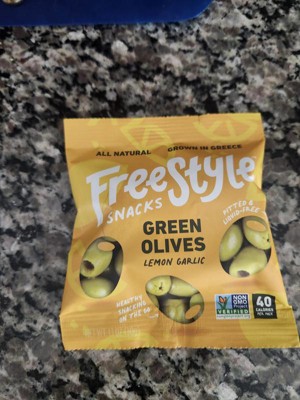 ALL NATURAL GROWN IN GREECE
FREESTYLE
SNACKS
PITTED &
LIQUID-FREE
GREEN
OLIVES
LEMON GARLIC
HEALTHY
SNACKING
ON THE GO
NON
GMO
Project
VERIFIED
40
CALORIES